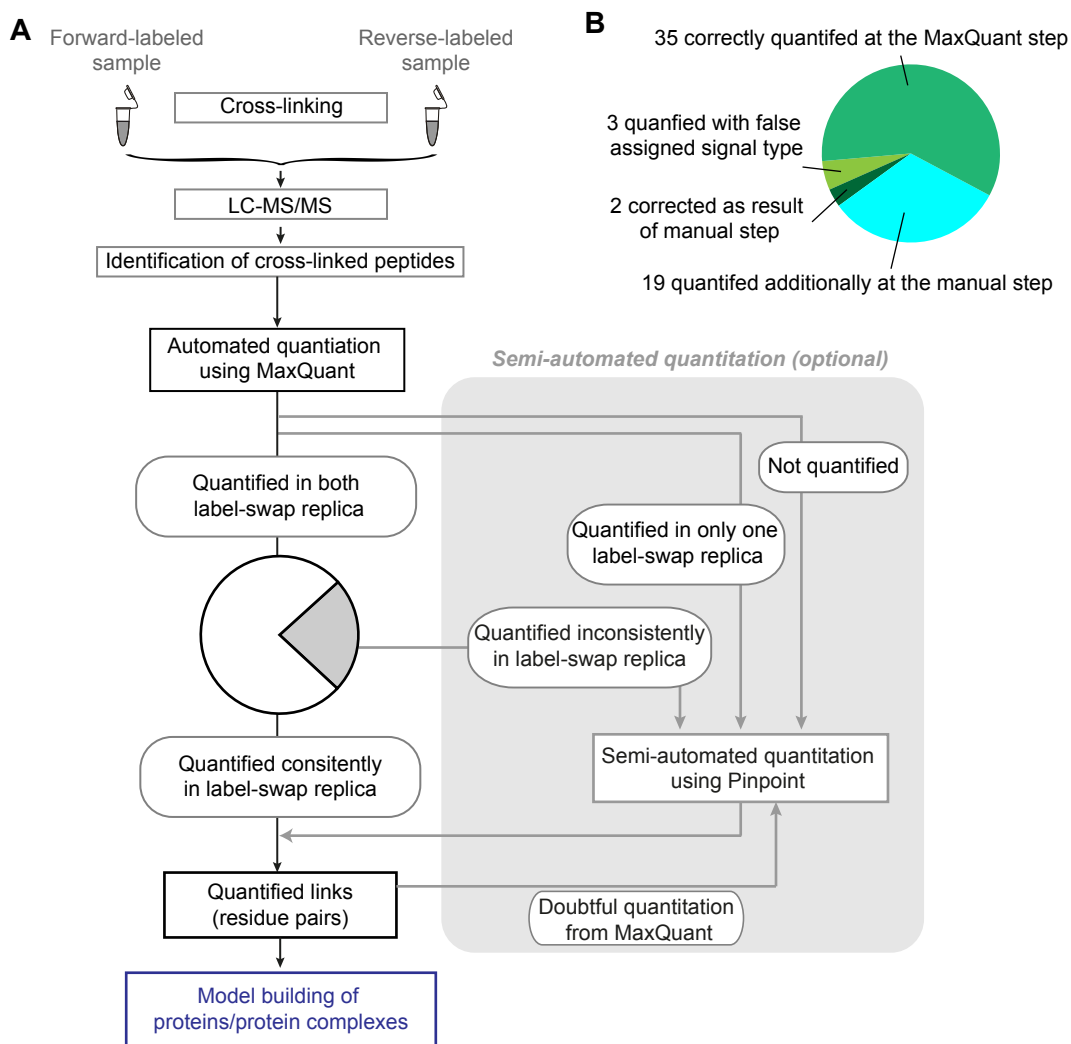 A
Forward-labeled
sample
Reverse-labeled
sample
Cross-linking
LC-MS/MS
Identification of cross-linked peptides
Automated quantiation
using MaxQuant
Semi-automated quantitation (optional)
Quantified in both
label-swap replica
Not quantified
Quantified in only one
label-swap replica
Quantified inconsistently
in label-swap replica
Quantified consitently
in label-swap replica
Semi-automated quantitation
using Pinpoint
Quantified links
(residue pairs)
Doubtful quantitation
from MaxQuant
Model building of
proteins/protein complexes
B
35 correctly quantifed at the MaxQuant step
3 quanfied with false
assigned signal type
2 corrected as result
of manual step
19 quantifed additionally at the manual step